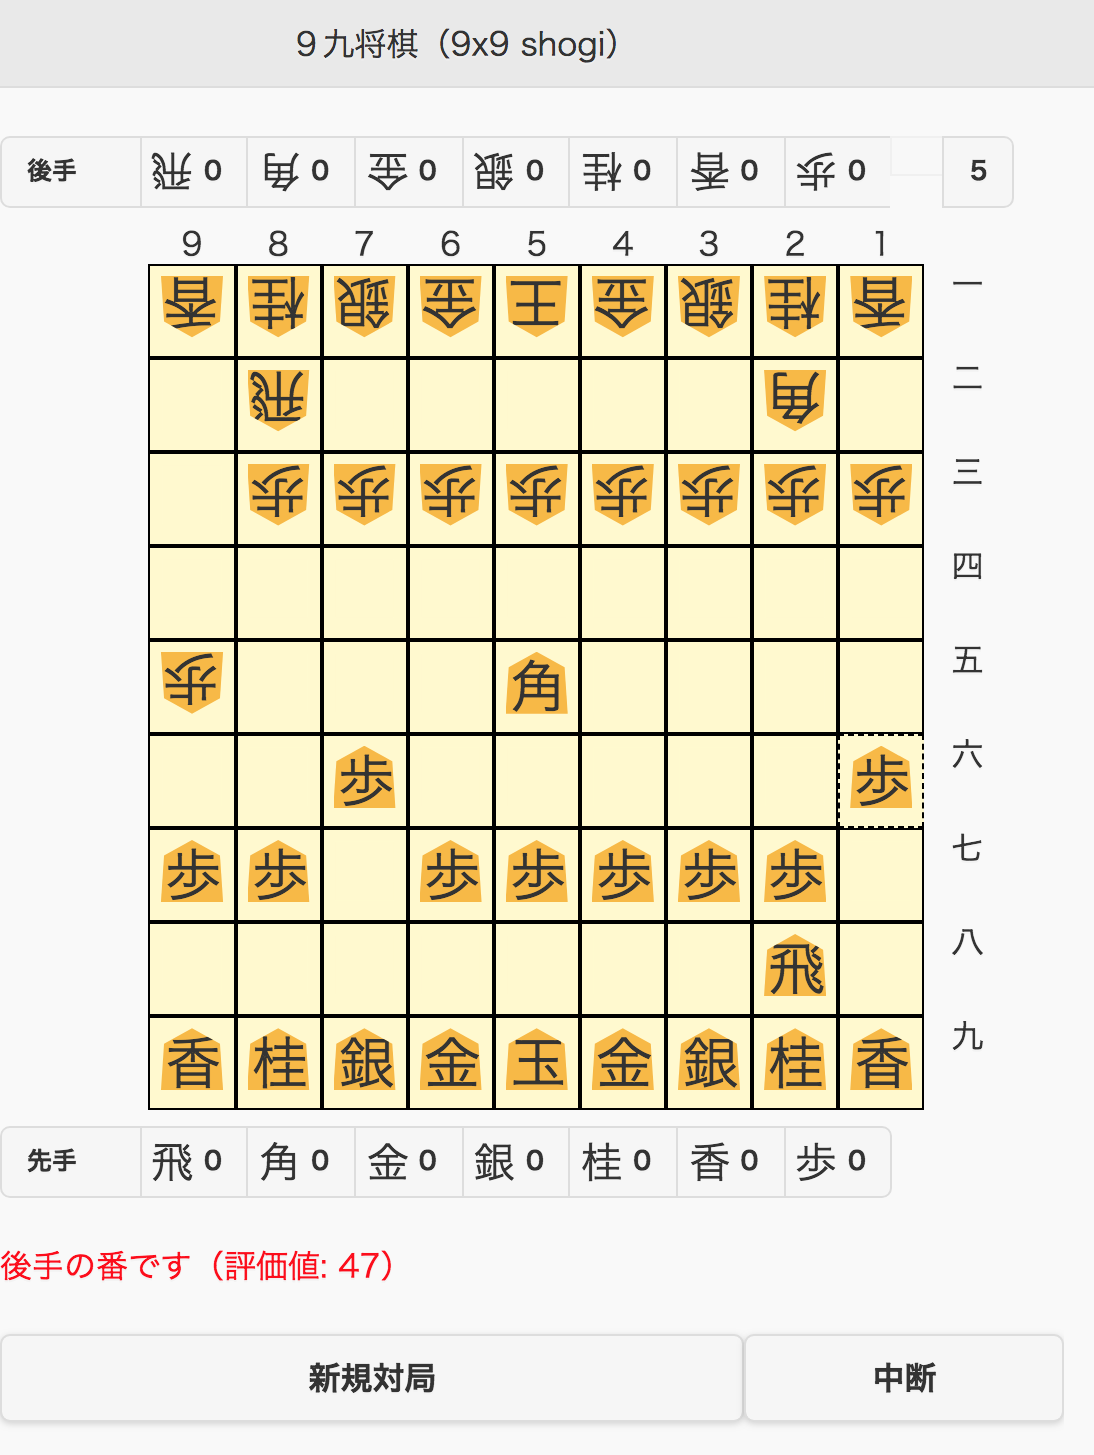 ９九将棋（9x9 shogi）
後手 飛 0 角 0 金 0 銀 0 桂 0 香 0 歩 0 5
9 8 7 6 5 4 3 2 1
香 桂 銀 金 王 金 銀 桂 香 一
飛 角 二
歩 歩 歩 歩 歩 歩 歩 歩 三
四
歩 角 五
歩 歩 六
歩 歩 歩 歩 歩 歩 歩 七
飛 八
香 桂 銀 金 玉 金 銀 桂 香 九
先手 飛 0 角 0 金 0 銀 0 桂 0 香 0 歩 0
後手の番です（評価値: 47）
新規対局 中断